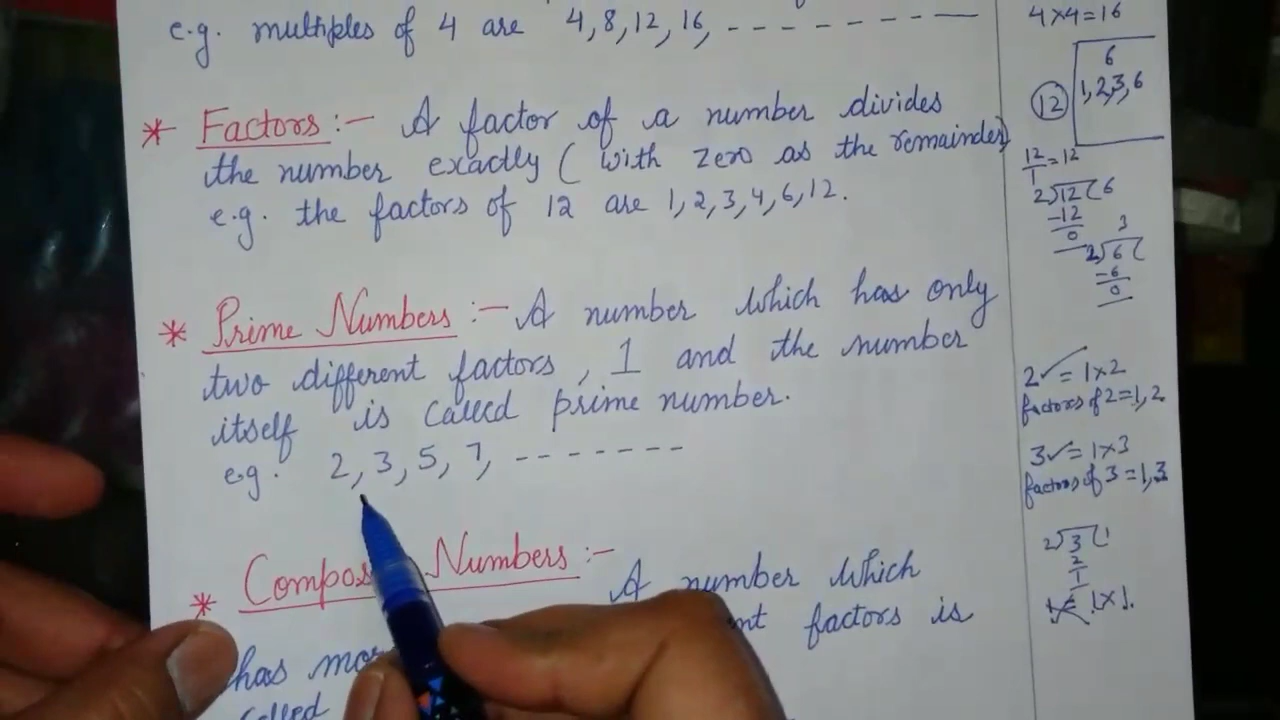 e.g. multiples of 4 are 4, 8, 12, 16, - - - - - - - -
* Factors :- A factor of a number divides
the number exactly ( with zero as the remainder)
e.g. the factors of 12 are 1, 2, 3, 4, 6, 12.
* Prime Numbers :- A number which has only
two different factors, 1 and the number
itself is called prime number.
e.g. 2, 3, 5, 7, - - - - - - -
* Numbers :-
A number which
has factors is
called
4×4=16
6
12 1,2,3,6
12/1 = 12
2)12(6
-12
0
3
2)6(
-6
0
2✓ = 1×2
factors of 2=1,2
3✓ = 1×3
factors of 3 = 1,3
2)3(1
2
1
1×1.